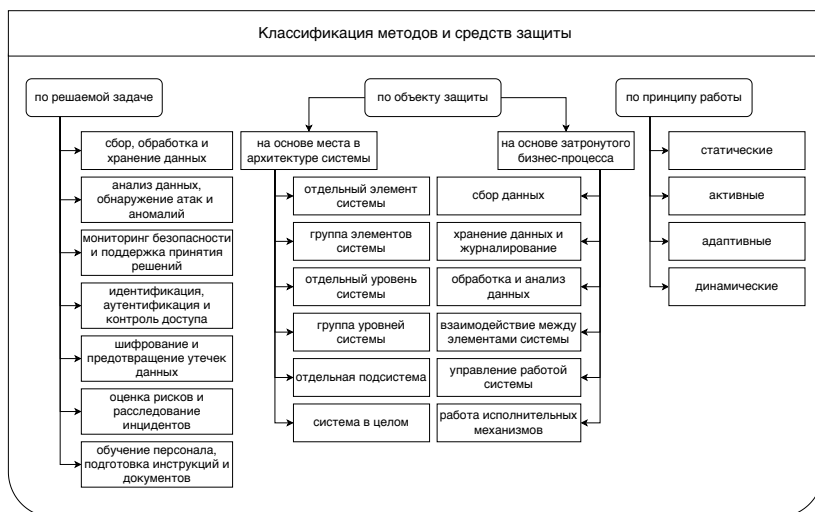 Классификация методов и средств защиты
по решаемой задаче
сбор, обработка и
хранение данных
анализ данных,
обнаружение атак и
аномалий
мониторинг безопасности
и поддержка принятия
решений
идентификация,
аутентификация и
контроль доступа
шифрование и
предотвращение утечек
данных
оценка рисков и
расследование
инцидентов
обучение персонала,
подготовка инструкций и
документов
по объекту защиты
на основе места в
архитектуре системы
отдельный элемент
системы
группа элементов
системы
отдельный уровень
системы
группа уровней
системы
отдельная подсистема
система в целом
на основе затронутого
бизнес-процесса
сбор данных
хранение данных и
журналирование
обработка и анализ
данных
взаимодействие между
элементами системы
управление работой
системы
работа исполнительных
механизмов
по принципу работы
статические
активные
адаптивные
динамические